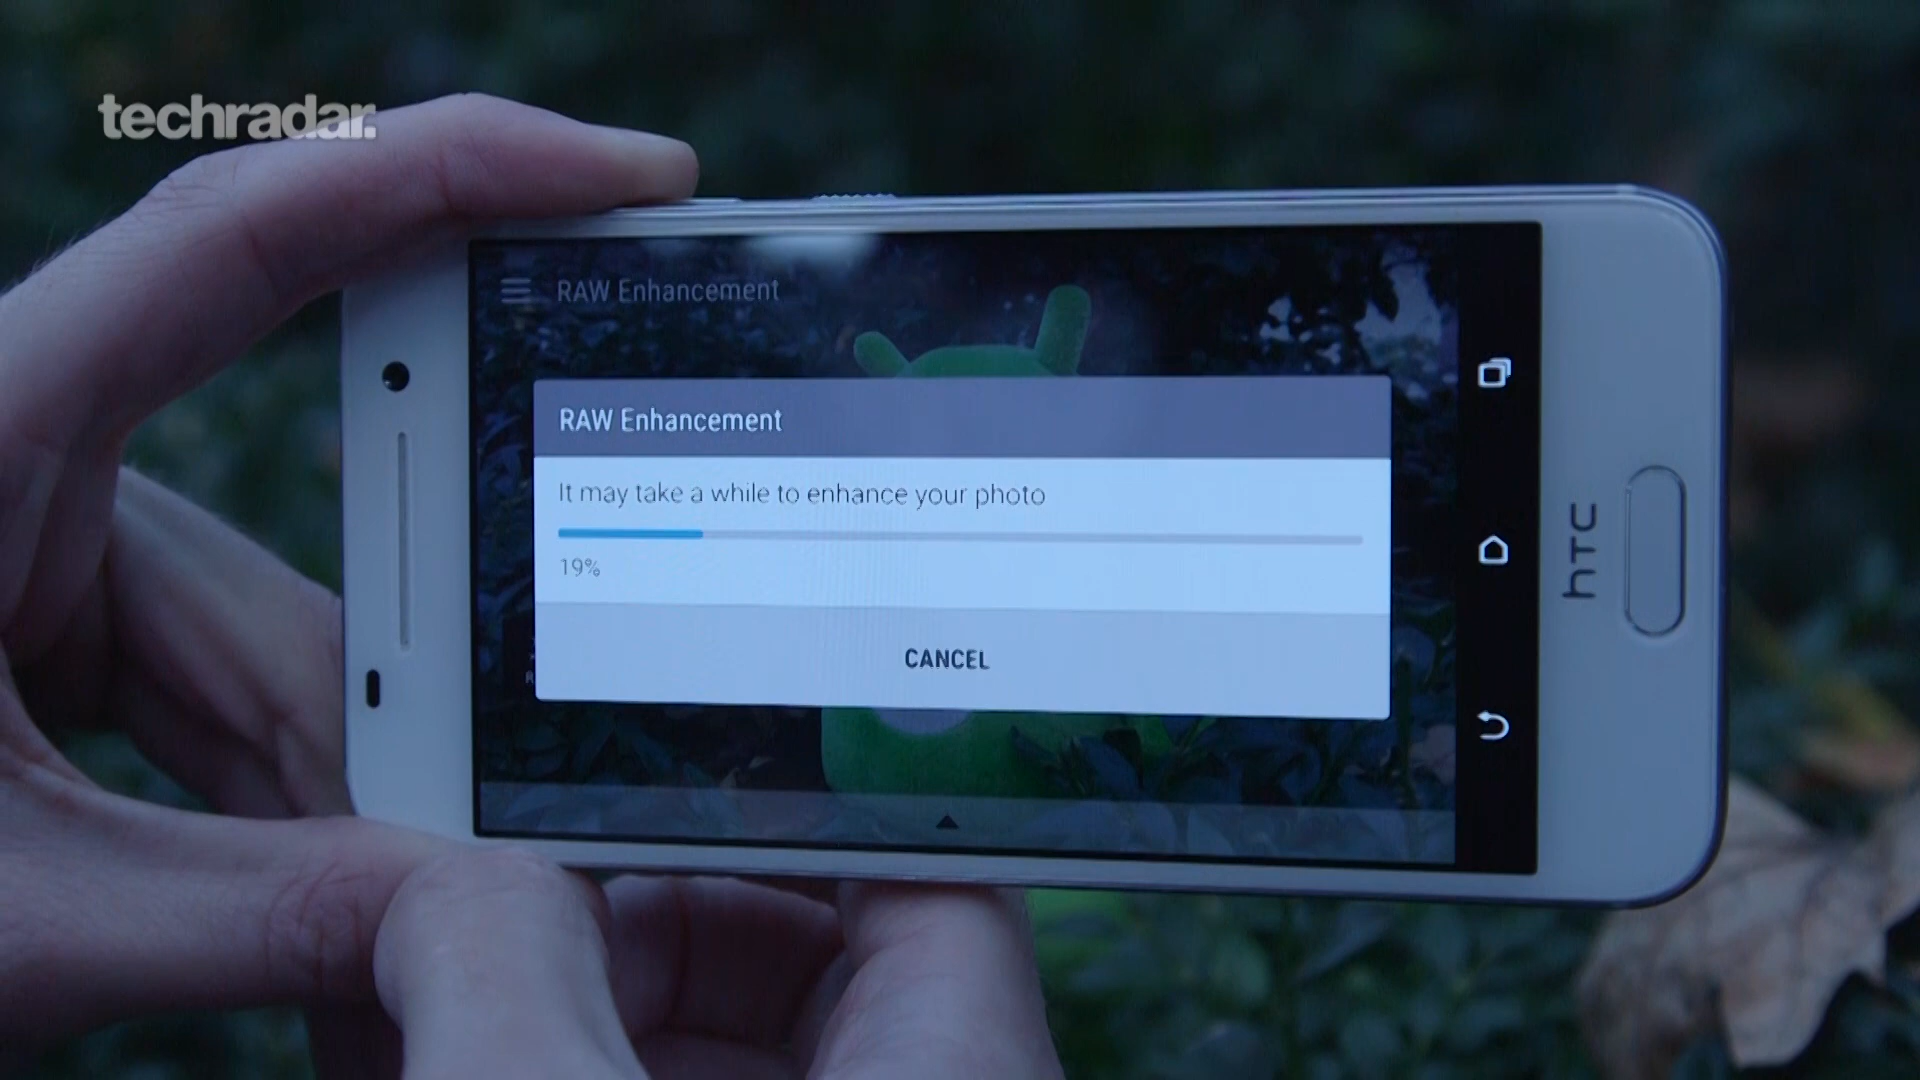 techradar.
RAW Enhancement
RAW Enhancement
It may take a while to enhance your photo
19%
CANCEL
hTC